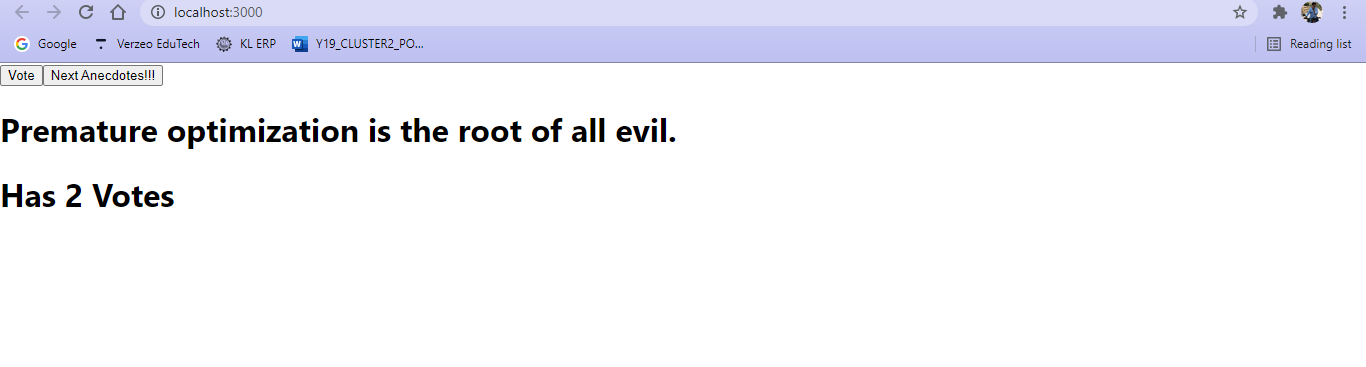 localhost:3000
Google Verzeo EduTech KL ERP Y19_CLUSTER2_PO... Reading list
Vote Next Anecdotes!!!
Premature optimization is the root of all evil.
Has 2 Votes